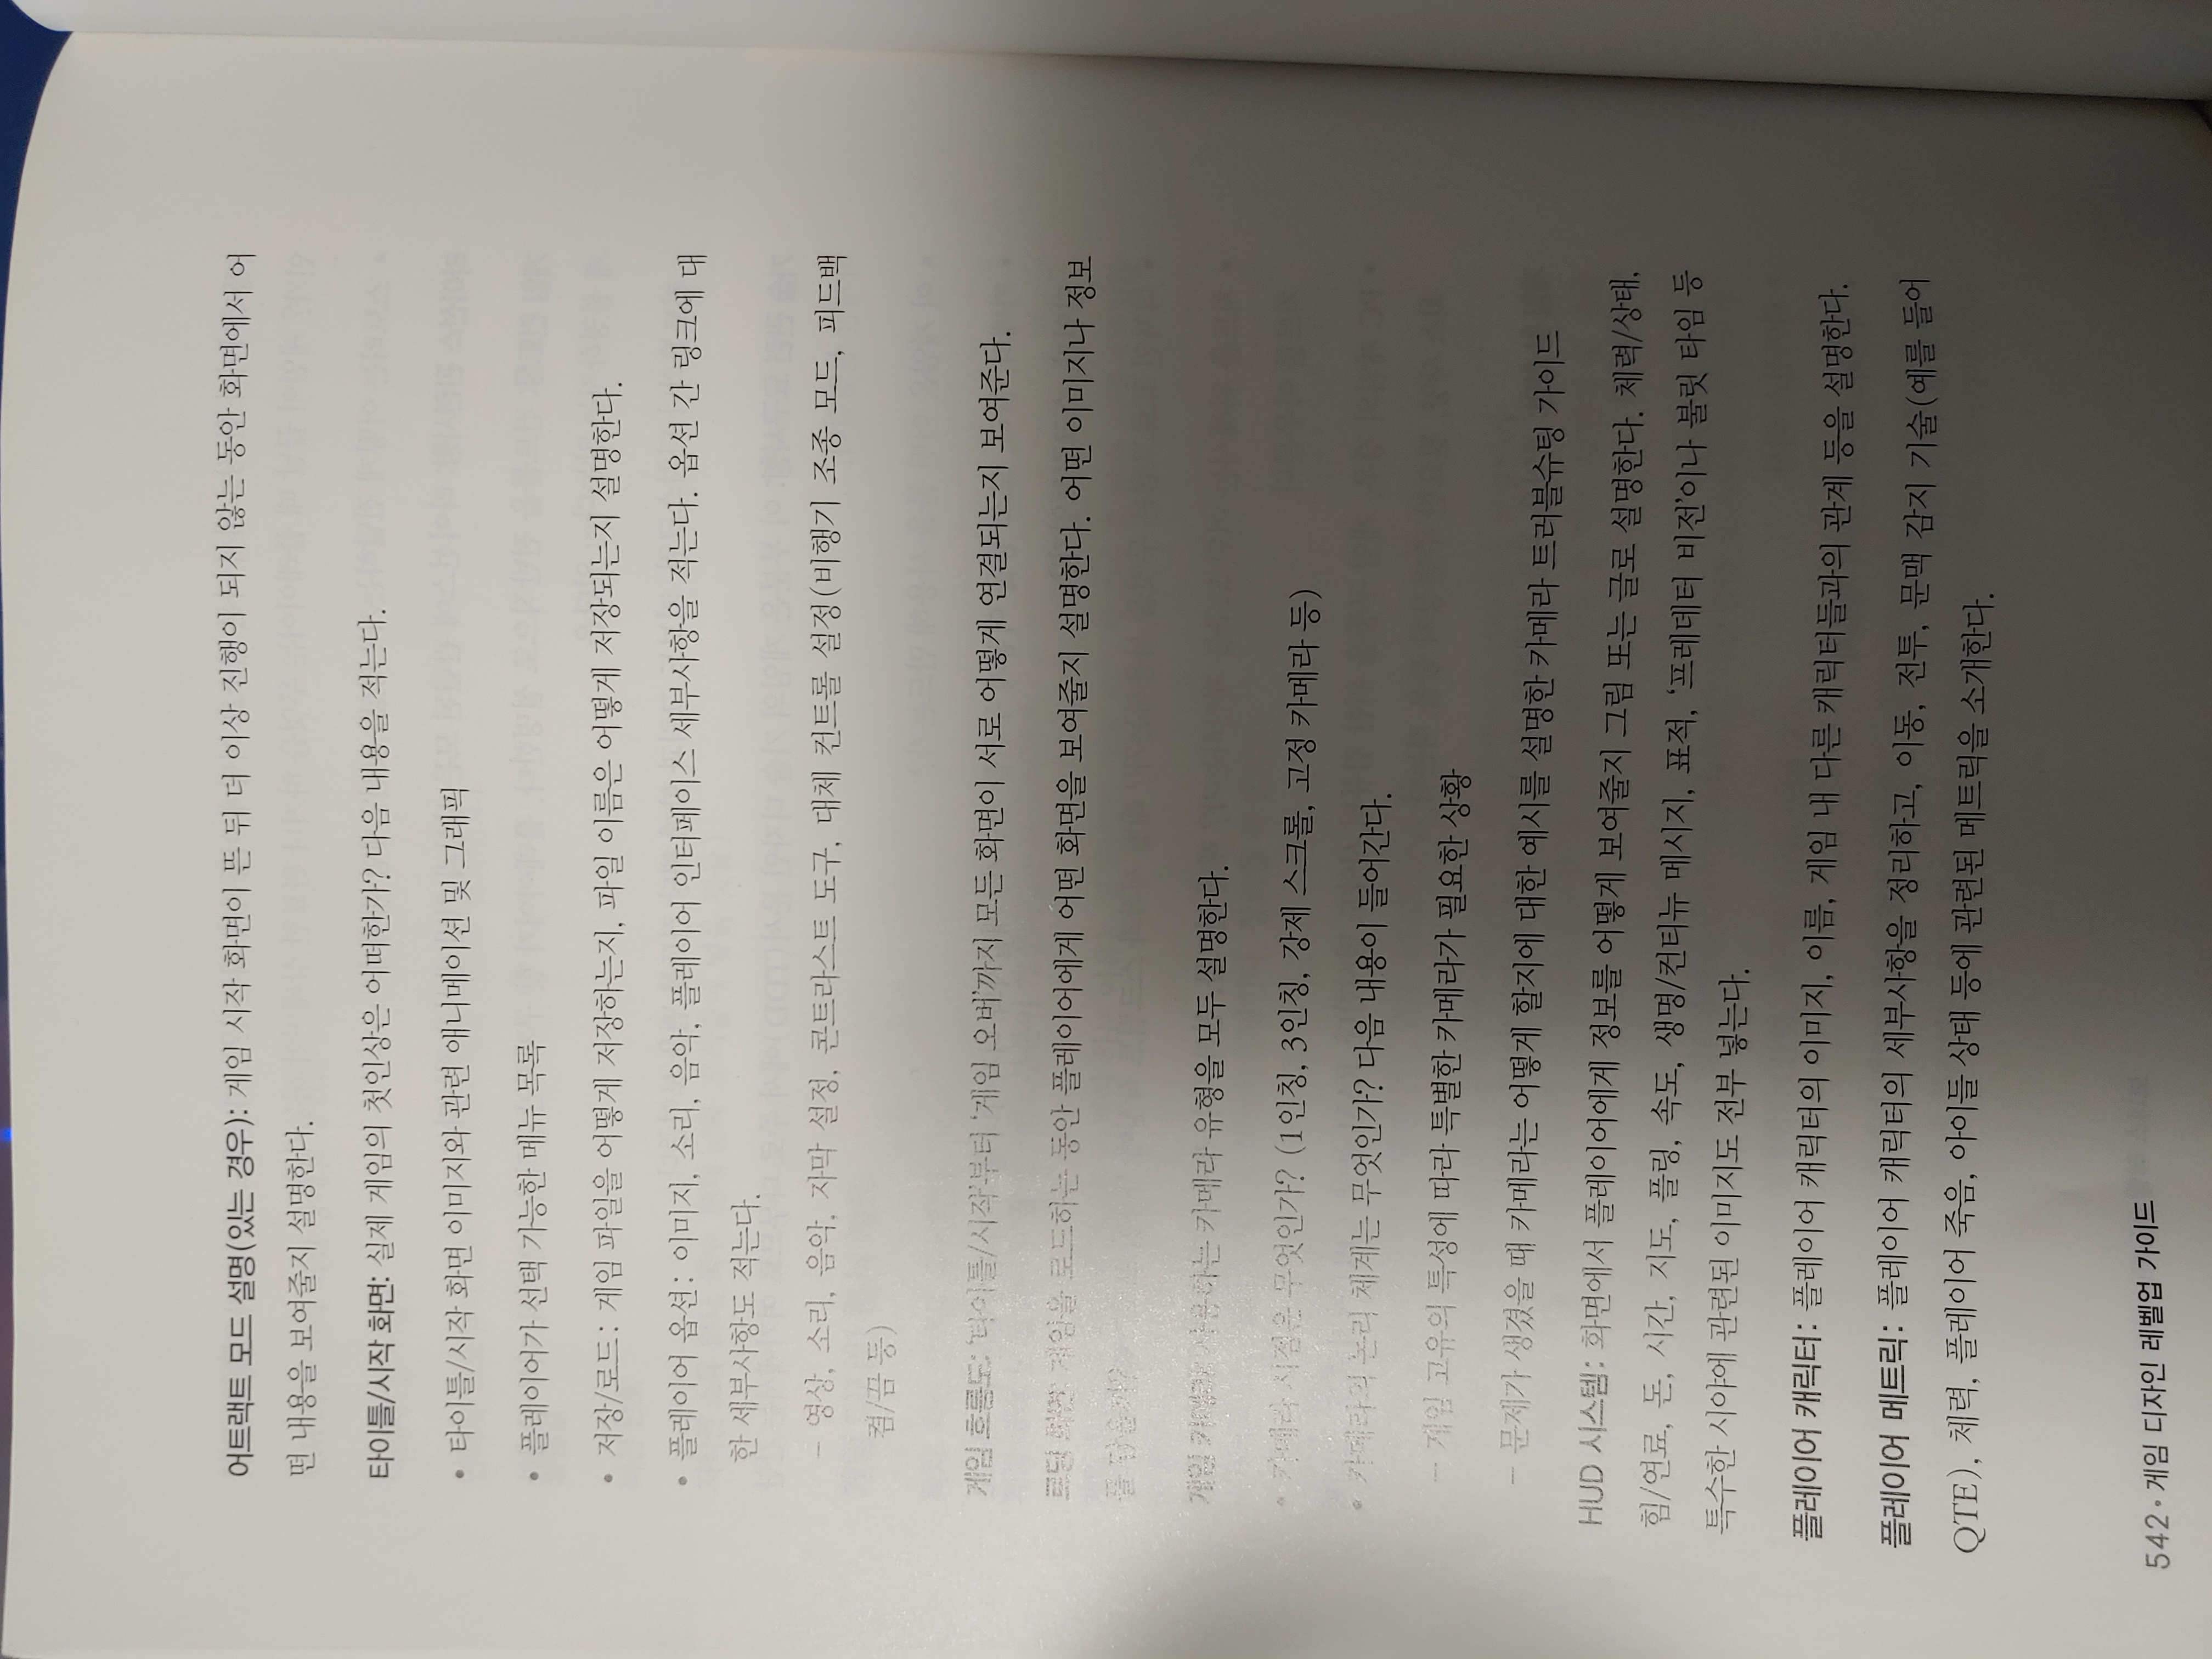 어트랙트 모드 설명(있는 경우): 게임 시작 화면이 뜬 뒤 더 이상 진행이 되지 않는 동안 화면에서 어
떤 내용을 보여줄지 설명한다.
타이틀/시작 화면: 실제 게임의 첫인상은 어떠한가? 다음 내용을 적는다.
• 타이틀/시작 화면 이미지와 관련 애니메이션 및 그래픽
• 플레이어가 선택 가능한 메뉴 목록
• 저장/로드: 게임 파일을 어떻게 저장하는지, 파일 이름은 어떻게 저장되는지 설명한다.
• 플레이어 옵션: 이미지, 소리, 음악, 플레이어 인터페이스 세부사항을 적는다. 옵션 간 링크에 대
한 세부사항도 적는다.
– 영상, 소리, 음악, 자막 설정, 콘트라스트 도구, 대체 컨트롤 설정(비행기 조종 모드, 피드백
켬/끔 등)
게임 흐름도: ‘타이틀/시작’부터 ‘게임 오버’까지 모든 화면이 서로 어떻게 연결되는지 보여준다.
로딩 화면: 게임을 로드하는 동안 플레이어에게 어떤 화면을 보여줄지 설명한다. 어떤 이미지나 정보
를 담을까?
게임 카메라: 사용하는 카메라 유형을 모두 설명한다.
• 카메라 시점은 무엇인가? (1인칭, 3인칭, 강제 스크롤, 고정 카메라 등)
• 카메라의 논리 체계는 무엇인가? 다음 내용이 들어간다.
– 게임 고유의 특성에 따라 특별한 카메라가 필요한 상황
– 문제가 생겼을 때 카메라는 어떻게 할지에 대한 예시를 설명한 카메라 트러블슈팅 가이드
HUD 시스템: 화면에서 플레이어에게 정보를 어떻게 보여줄지 그림 또는 글로 설명한다. 체력/상태,
힘/연료, 돈, 시간, 지도, 플링, 속도, 생명/컨티뉴 메시지, 표적, ‘프레데터 비전’이나 불릿 타임 등
특수한 시야에 관련된 이미지도 전부 넣는다.
플레이어 캐릭터: 플레이어 캐릭터의 이미지, 이름, 게임 내 다른 캐릭터들과의 관계 등을 설명한다.
플레이어 메트릭: 플레이어 캐릭터의 세부사항을 정리하고, 이동, 전투, 문맥 감지 기술(예를 들어
QTE), 체력, 플레이어 죽음, 아이들 상태 등에 관련된 메트릭을 소개한다.
542 • 게임 디자인 레벨업 가이드